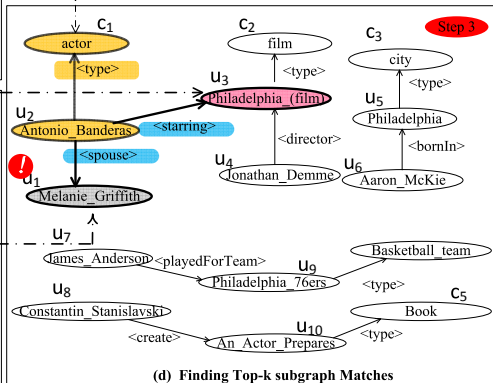 c1
c2
Step 3
actor
film
c3
city
<type>
u3
<type>
<type>
u2
Philadelphia_(film)
u5
Antonio_Banderas
<starring>
Philadelphia
<director>
<spouse>
<bornIn>
!
u4
u6
u1
Jonathan_Demme
Aaron_McKie
Melanie_Griffith
u7
James_Anderson
<playedForTeam>
u9
Basketball_team
Philadelphia_76ers
<type>
u8
c5
Constantin_Stanislavski
Book
u10
<create>
An_Actor_Prepares
<type>
(d) Finding Top-k subgraph Matches